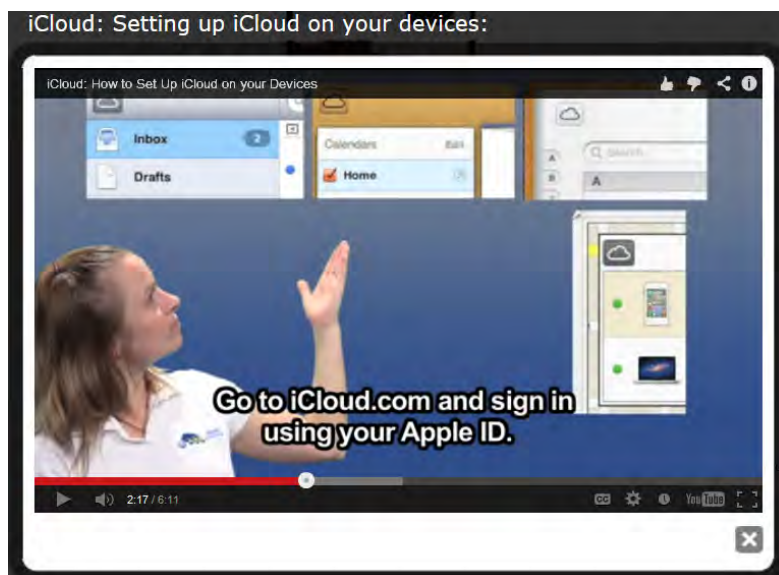 iCloud: Setting up iCloud on your devices:
iCloud: How to Set Up iCloud on your Devices
Inbox
2
Drafts
Calendars
Edit
Home
Search
A
B
A
Go to iCloud.com and sign in
using your Apple ID.
2:17 / 6:11
CC
YouTube